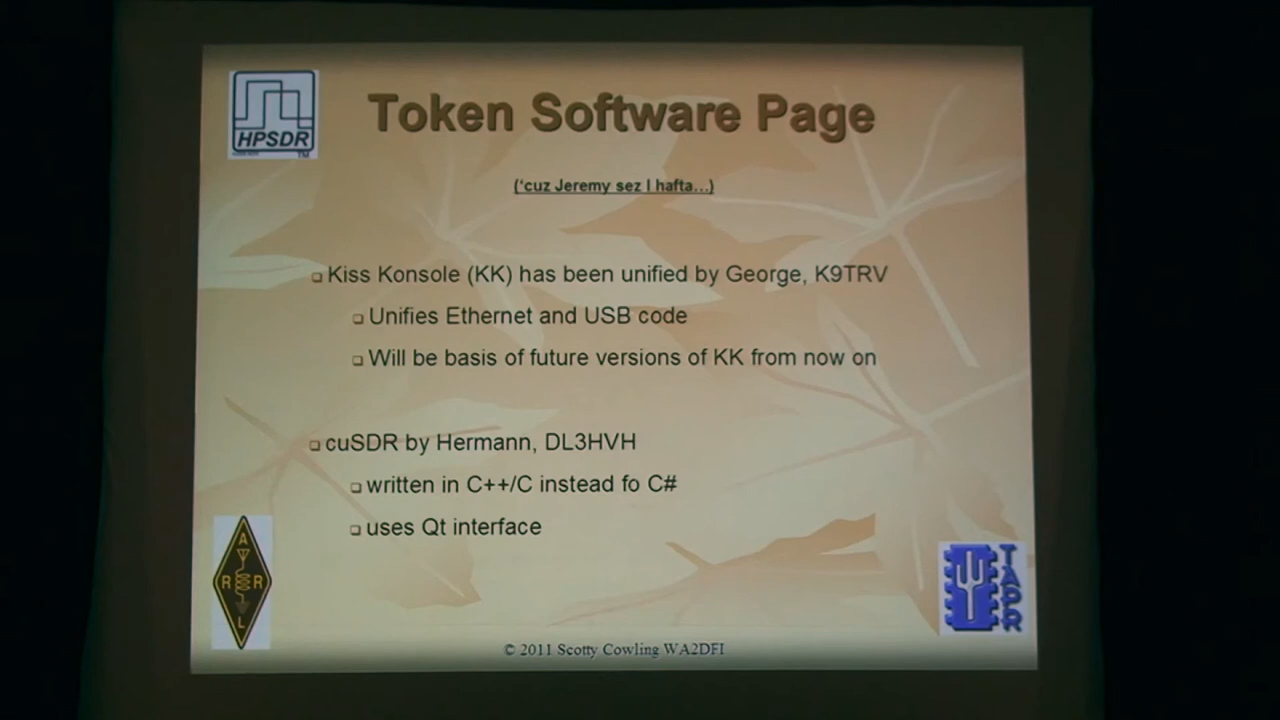 HPSDR
TM
Token Software Page
('cuz Jeremy sez I hafta...)
Kiss Konsole (KK) has been unified by George, K9TRV
Unifies Ethernet and USB code
Will be basis of future versions of KK from now on
cuSDR by Hermann, DL3HVH
written in C++/C instead fo C#
uses Qt interface
A
R R
L
TAPR
© 2011 Scotty Cowling WA2DFI